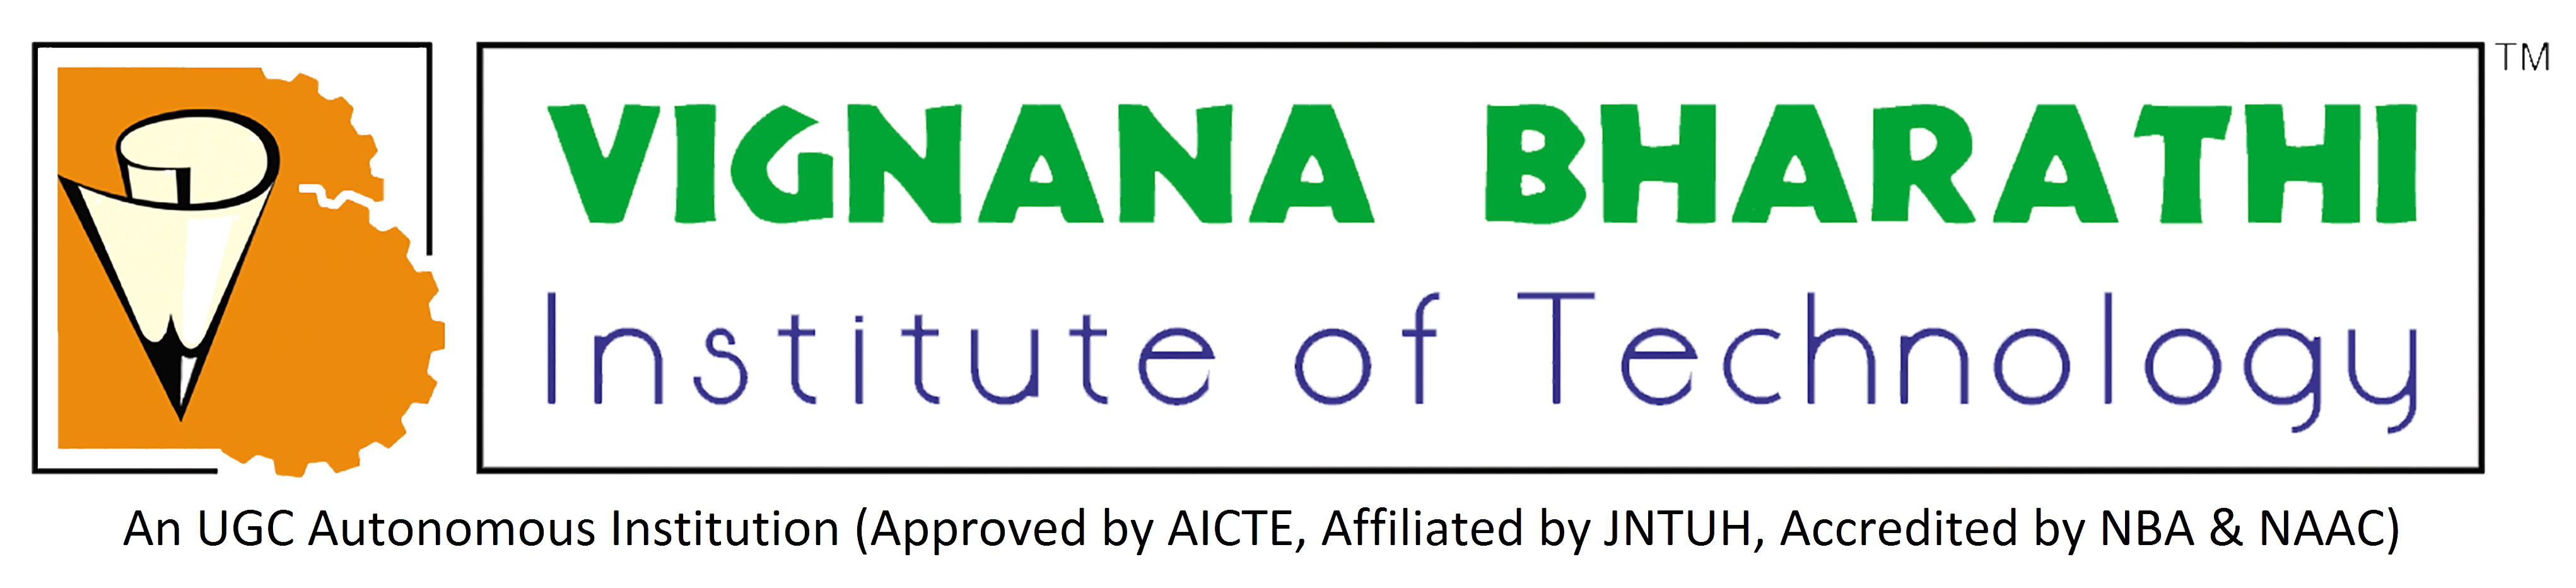 VIGNANA BHARATHI
TM
Institute of Technology
An UGC Autonomous Institution (Approved by AICTE, Affiliated by JNTUH, Accredited by NBA & NAAC)